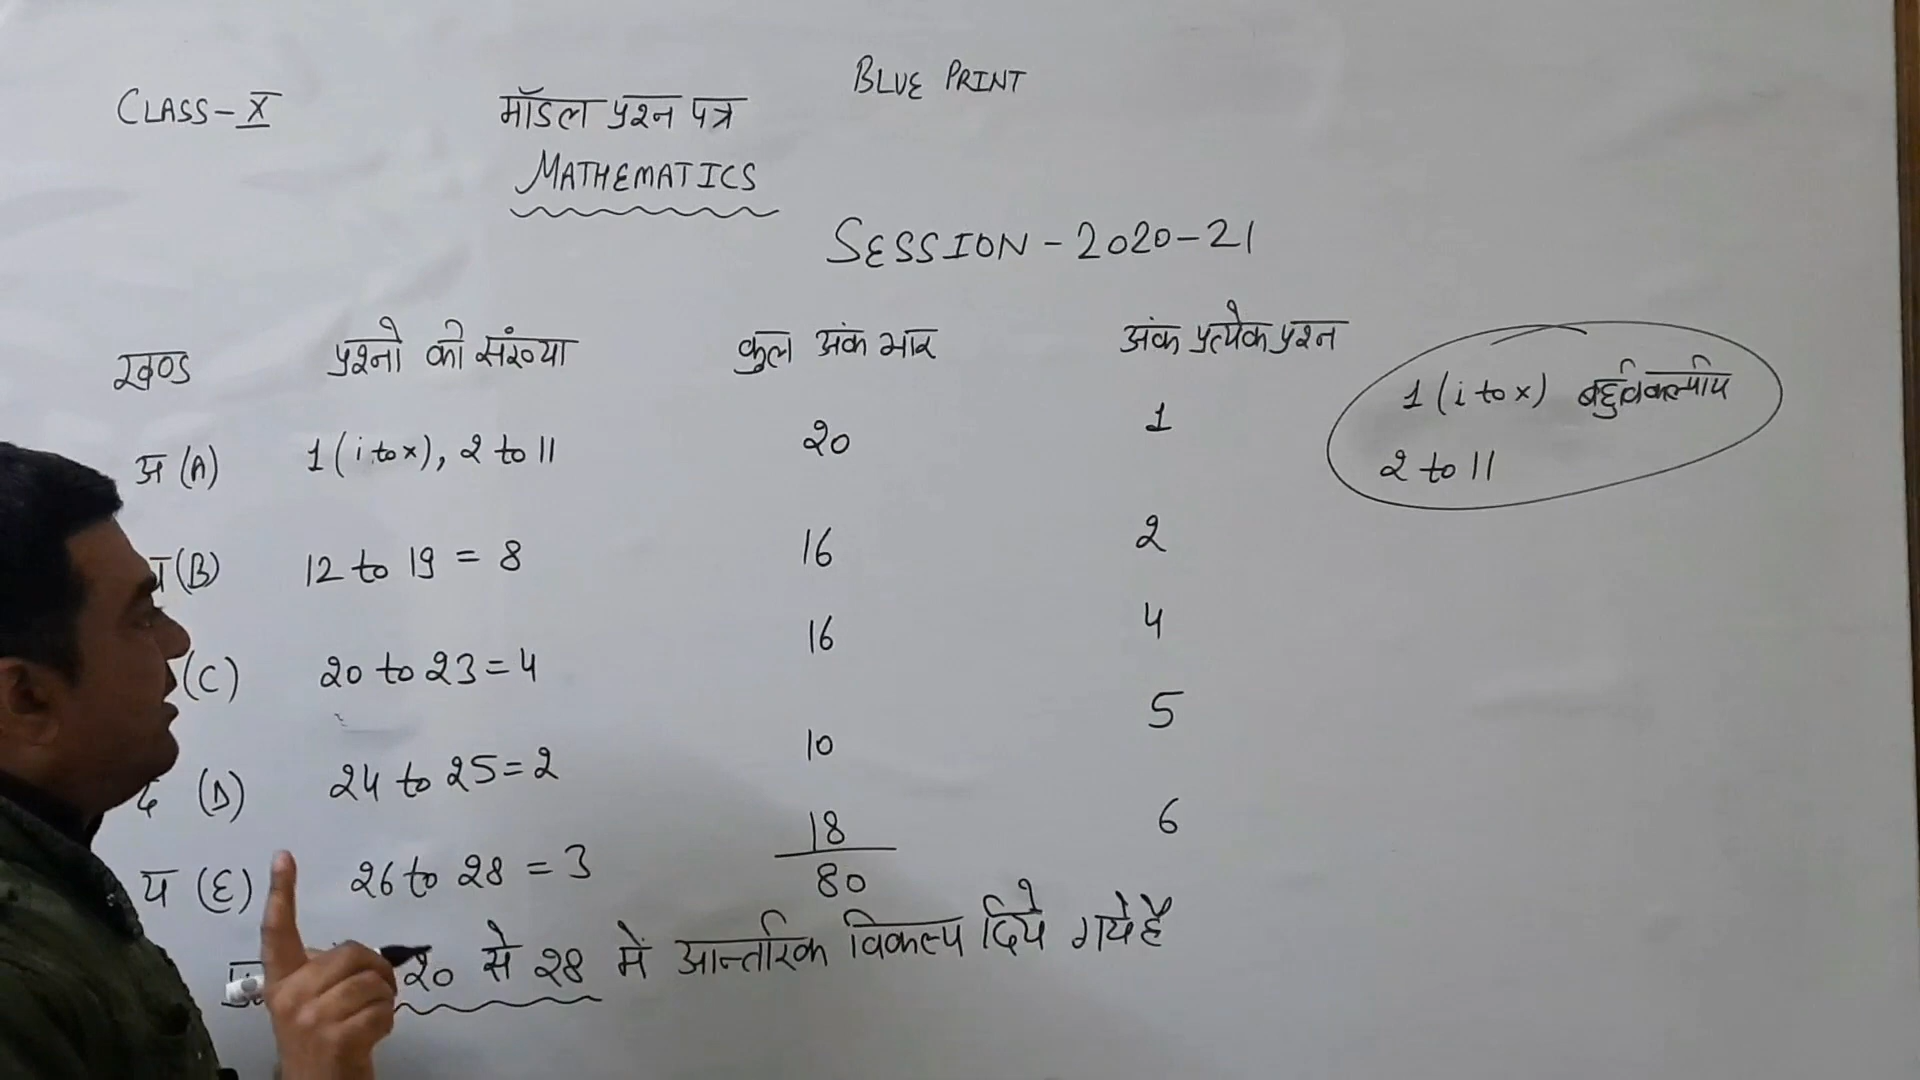 BLUE PRINT
CLASS-X
मॉडल प्रश्न पत्र
MATHEMATICS
SESSION-2020-21
खण्ड प्रश्नो की संख्या कुल अंक भार अंक प्रत्येक प्रश्न
अ (A) 1 (i to x), 2 to 11 20 1
(B) 12 to 19 = 8 16 2
(C) 20 to 23 = 4 16 4
द (D) 24 to 25 = 2 10 5
य (E) 26 to 28 = 3 18 6
80
20 से 28 में आन्तरिक विकल्प दिये गये है
1 (i to x) बहुविकल्पीय
2 to 11